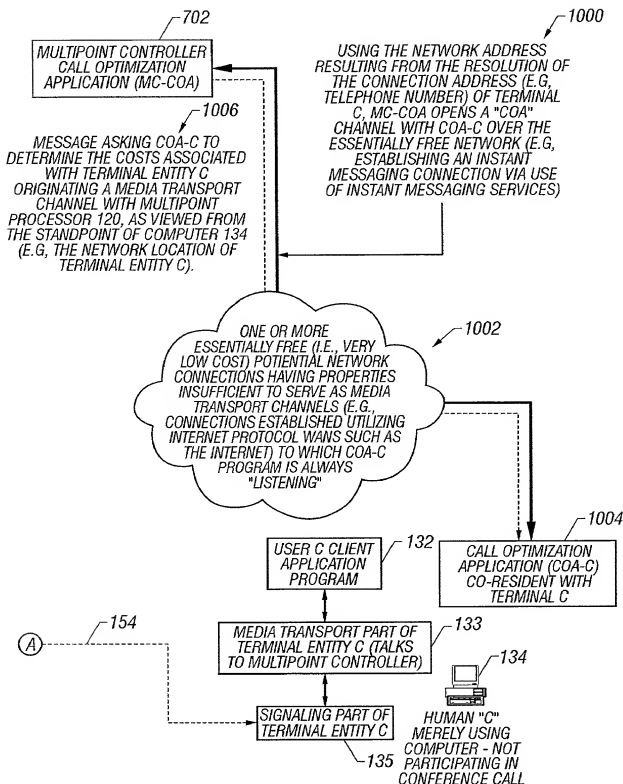 702
MULTIPOINT CONTROLLER
CALL OPTIMIZATION
APPLICATION (MC-COA)
1000
USING THE NETWORK ADDRESS
RESULTING FROM THE RESOLUTION OF
THE CONNECTION ADDRESS (E.G,
TELEPHONE NUMBER) OF TERMINAL
C, MC-COA OPENS A "COA"
CHANNEL WITH COA-C OVER THE
ESSENTIALLY FREE NETWORK (E.G,
ESTABLISHING AN INSTANT
MESSAGING CONNECTION VIA USE
OF INSTANT MESSAGING SERVICES)
1006
MESSAGE ASKING COA-C TO
DETERMINE THE COSTS ASSOCIATED
WITH TERMINAL ENTITY C
ORIGINATING A MEDIA TRANSPORT
CHANNEL WITH MULTIPOINT
PROCESSOR 120, AS VIEWED FROM
THE STANDPOINT OF COMPUTER 134
(E.G, THE NETWORK LOCATION OF
TERMINAL ENTITY C).
1002
ONE OR MORE
ESSENTIALLY FREE (I.E., VERY
LOW COST) POTIENTIAL NETWORK
CONNECTIONS HAVING PROPERTIES
INSUFFICIENT TO SERVE AS MEDIA
TRANSPORT CHANNELS (E.G.,
CONNECTIONS ESTABLISHED UTILIZING
INTERNET PROTOCOL WANS SUCH AS
THE INTERNET) TO WHICH COA-C
PROGRAM IS ALWAYS
"LISTENING"
1004
CALL OPTIMIZATION
APPLICATION (COA-C)
CO-RESIDENT WITH
TERMINAL C
132
USER C CLIENT
APPLICATION
PROGRAM
A
154
133
MEDIA TRANSPORT PART OF
TERMINAL ENTITY C (TALKS
TO MULTIPOINT CONTROLLER)
134
SIGNALING PART OF
TERMINAL ENTITY C
135
HUMAN "C"
MERELY USING
COMPUTER - NOT
PARTICIPATING IN
CONFERENCE CALL